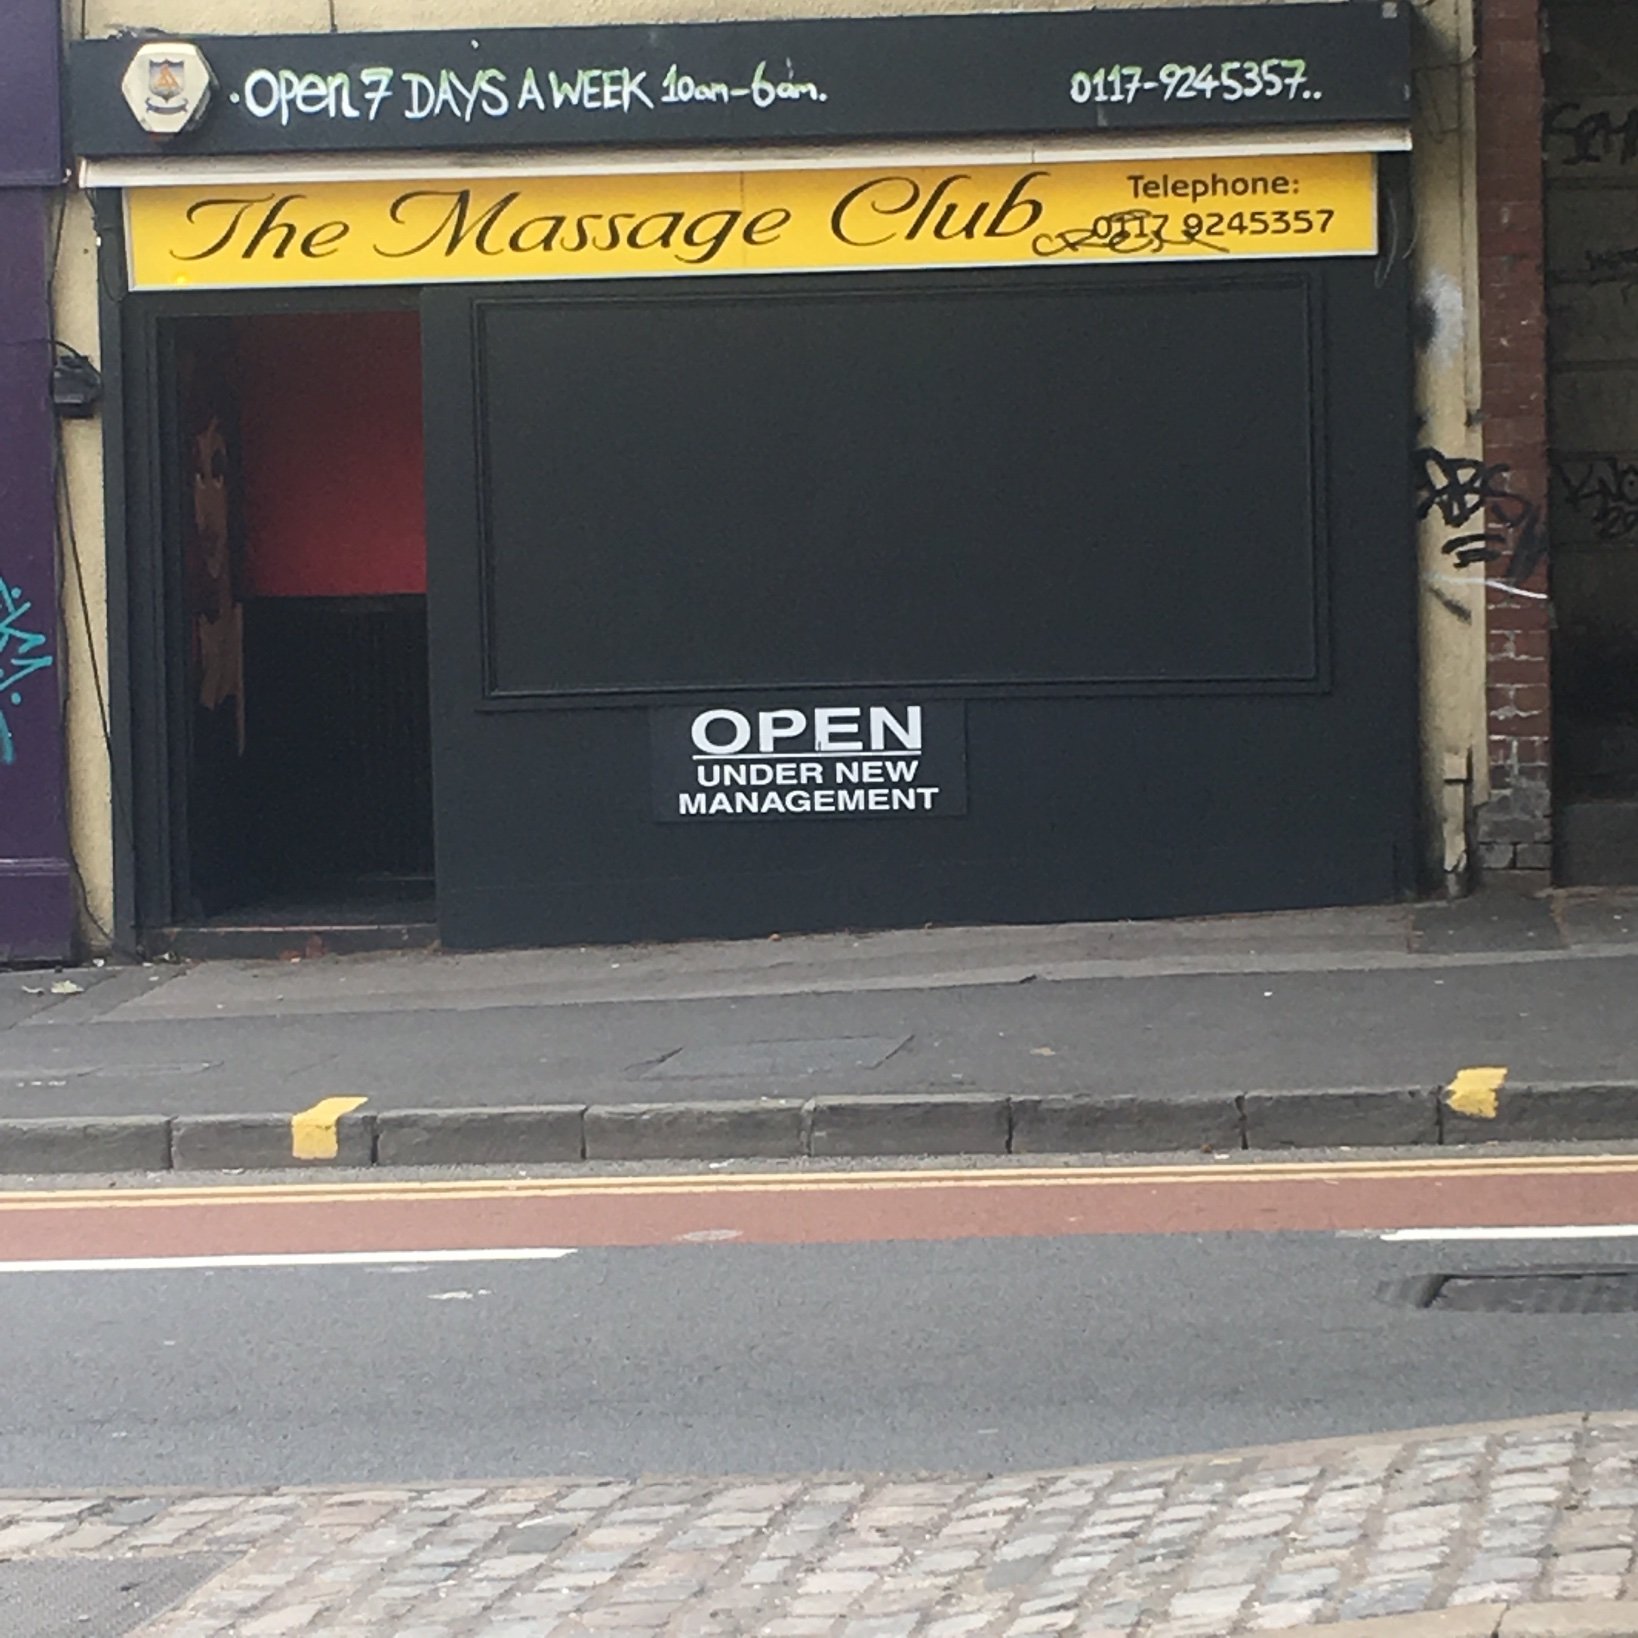 . Open 7 DAYS A WEEK 10am-6am. 0117-9245357..
The Massage Club
Telephone:
0117 9245357
OPEN
UNDER NEW
MANAGEMENT